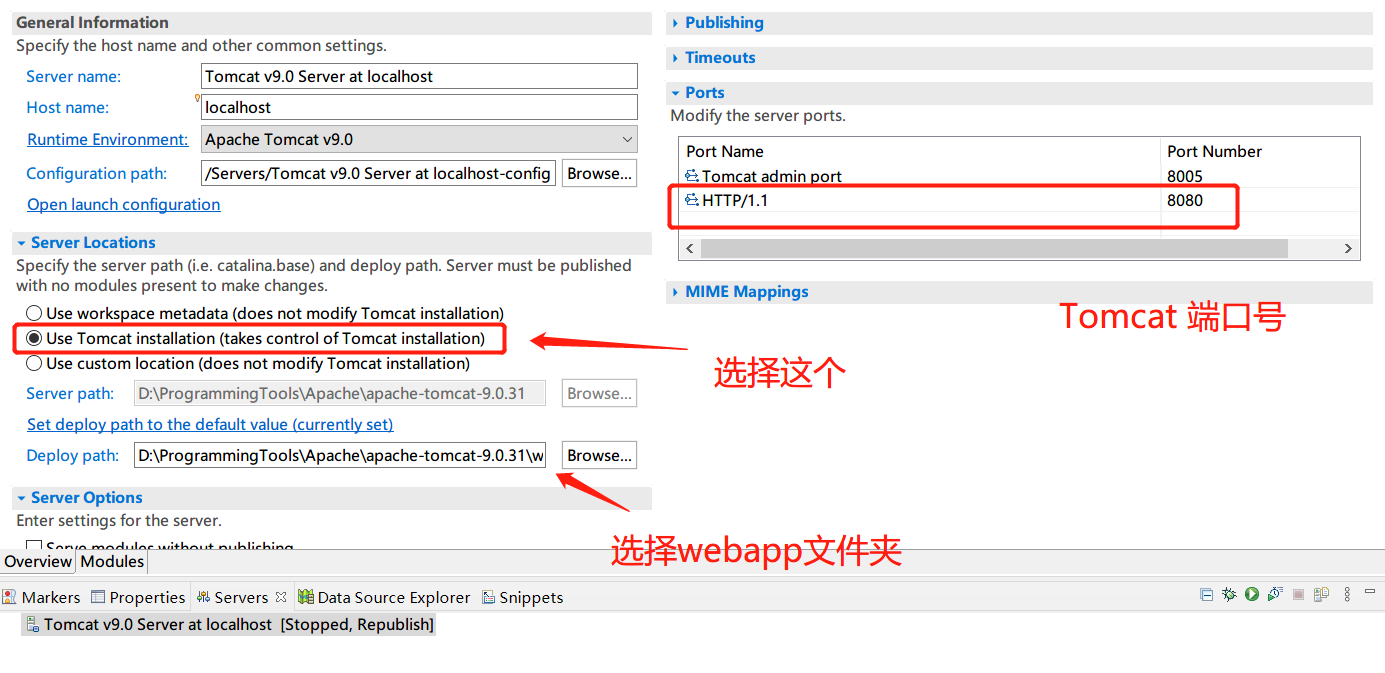 General Information
Specify the host name and other common settings.
Server name: Tomcat v9.0 Server at localhost
Host name: localhost
Runtime Environment: Apache Tomcat v9.0
Configuration path: /Servers/Tomcat v9.0 Server at localhost-config Browse...
Open launch configuration
Server Locations
Specify the server path (i.e. catalina.base) and deploy path. Server must be published
with no modules present to make changes.
Use workspace metadata (does not modify Tomcat installation)
Use Tomcat installation (takes control of Tomcat installation)
Use custom location (does not modify Tomcat installation)
Server path: D:\ProgrammingTools\Apache\apache-tomcat-9.0.31 Browse...
Set deploy path to the default value (currently set)
Deploy path: D:\ProgrammingTools\Apache\apache-tomcat-9.0.31\w Browse...
Server Options
Enter settings for the server.
Serve modules without publishing
Publishing
Timeouts
Ports
Modify the server ports.
Port Name Port Number
Tomcat admin port 8005
HTTP/1.1 8080
MIME Mappings
Tomcat 端口号
选择这个
选择webapp文件夹
Overview Modules
Markers Properties Servers Data Source Explorer Snippets
Tomcat v9.0 Server at localhost [Stopped, Republish]